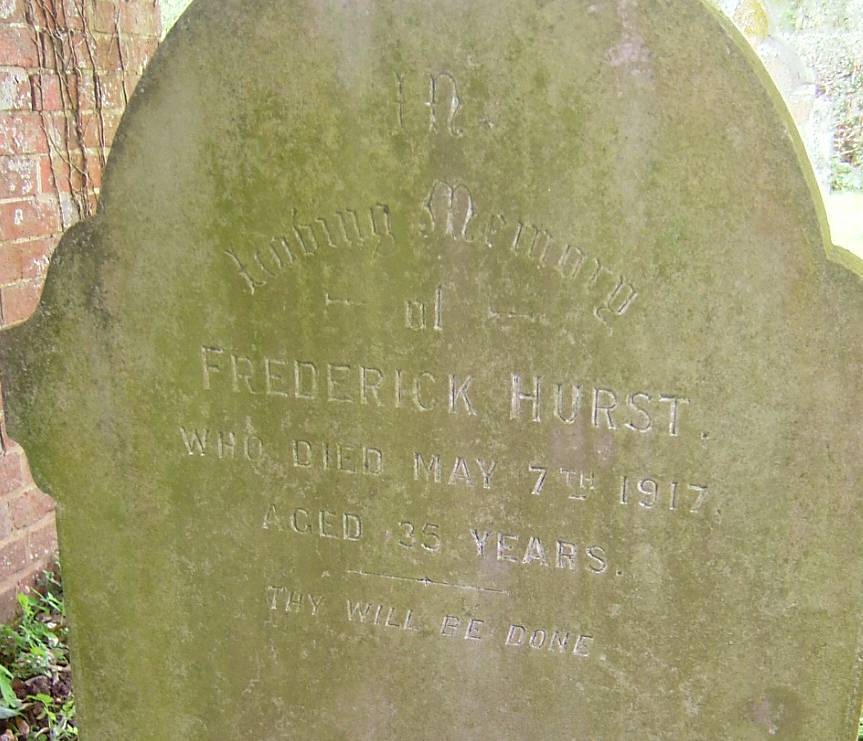 In
Loving Memory
of
FREDERICK HURST.
WHO DIED MAY 7TH 1917.
AGED 35 YEARS.
THY WILL BE DONE